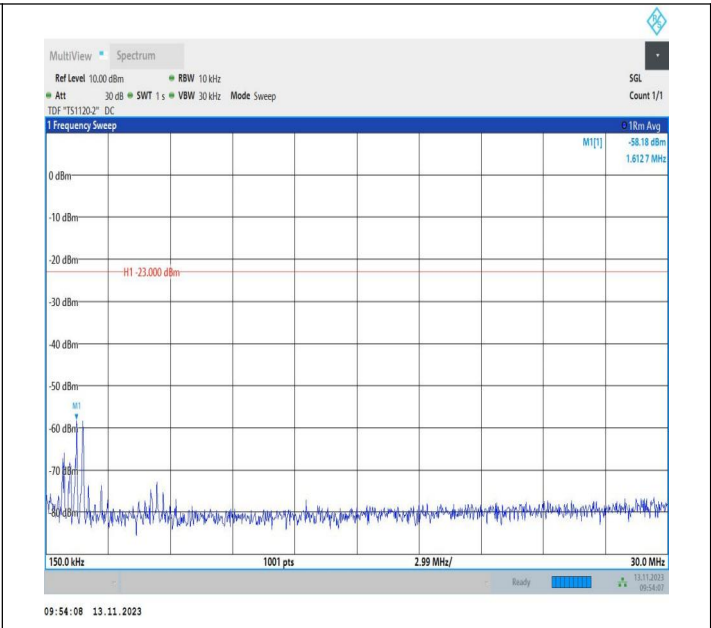 MultiView Spectrum
Ref Level 10.00 dBm RBW 10 kHz SGL
Att 30 dB SWT 1 s VBW 30 kHz Mode Sweep Count 1/1
TDF "TS1120-2" DC
1 Frequency Sweep 1Rm Avg
M1[1] -58.18 dBm
1.612 7 MHz
0 dBm
-10 dBm
-20 dBm
H1 -23.000 dBm
-30 dBm
-40 dBm
-50 dBm
M1
-60 dBm
-70 dBm
-80 dBm
150.0 kHz 1001 pts 2.99 MHz/ 30.0 MHz
Ready 13.11.2023
09:54:07
09:54:08 13.11.2023